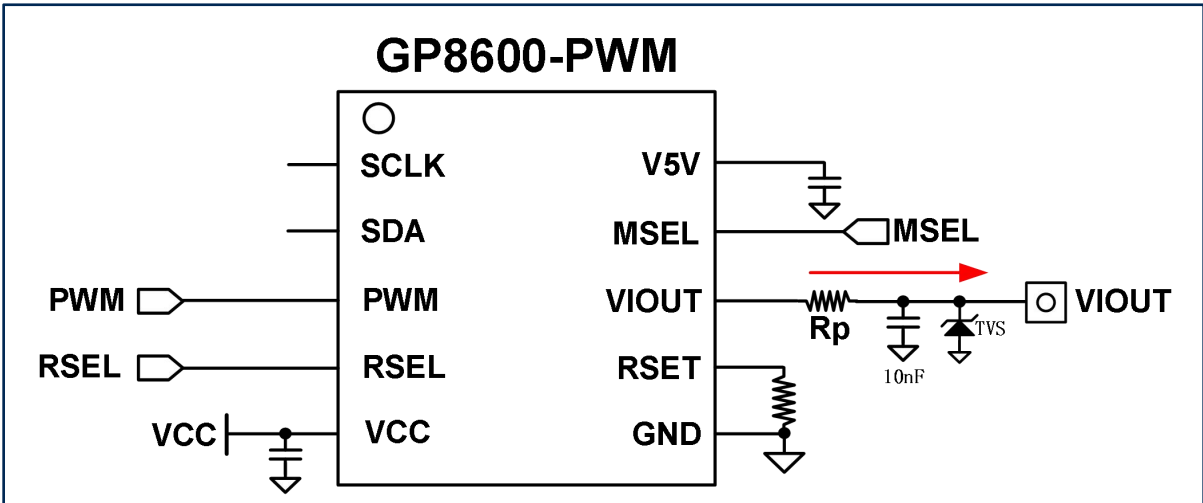 GP8600-PWM
SCLK
V5V
SDA
MSEL
MSEL
PWM
PWM
VIOUT
Rp
VIOUT
TVS
10nF
RSEL
RSEL
RSET
VCC
VCC
GND